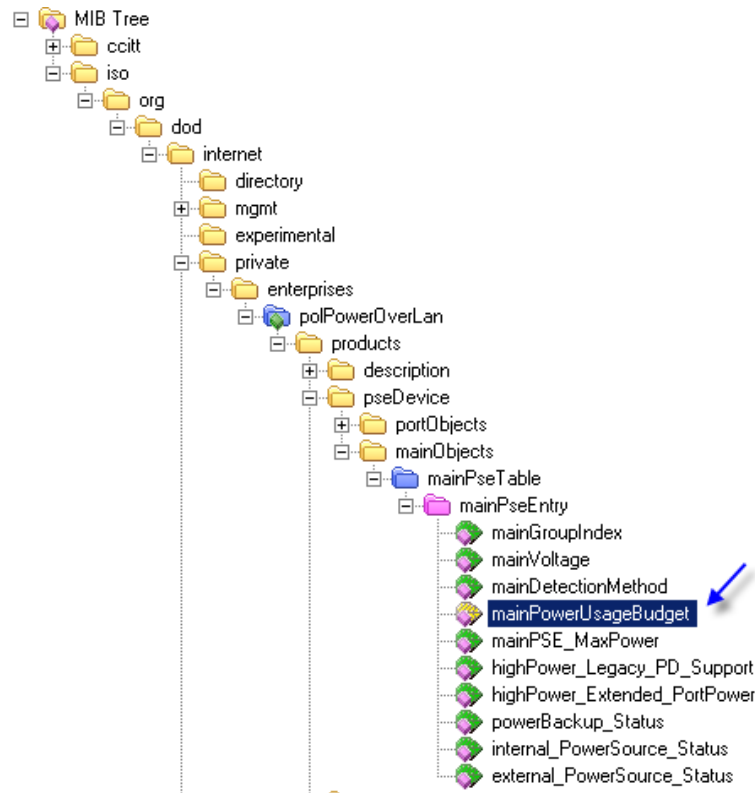 MIB Tree
ccitt
iso
org
dod
internet
directory
mgmt
experimental
private
enterprises
polPowerOverLan
products
description
pseDevice
portObjects
mainObjects
mainPseTable
mainPseEntry
mainGroupIndex
mainVoltage
mainDetectionMethod
mainPowerUsageBudget
mainPSE_MaxPower
highPower_Legacy_PD_Support
highPower_Extended_PortPower
powerBackup_Status
internal_PowerSource_Status
external_PowerSource_Status